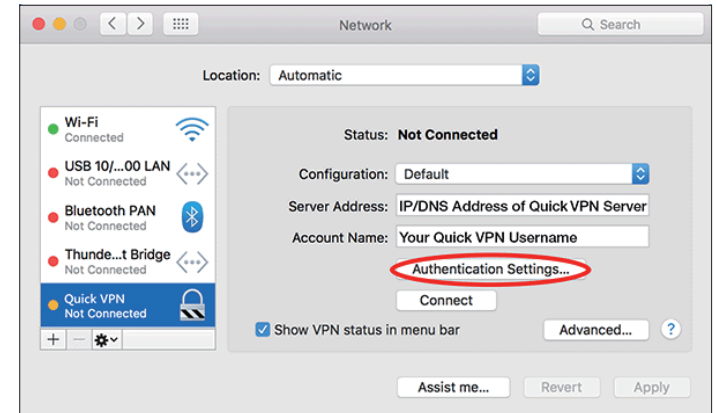 Network
Search
Location: Automatic
Wi-Fi
Connected
USB 10/...00 LAN
Not Connected
Bluetooth PAN
Not Connected
Thunde...t Bridge
Not Connected
Quick VPN
Not Connected
Status: Not Connected
Configuration: Default
Server Address: IP/DNS Address of Quick VPN Server
Account Name: Your Quick VPN Username
Authentication Settings...
Connect
Show VPN status in menu bar
Advanced... ?
Assist me... Revert Apply